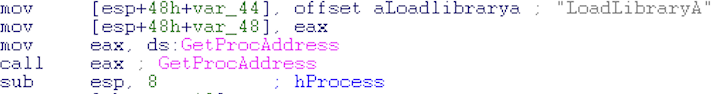 mov [esp+48h+var_44], offset aLoadlibrarya ; "LoadLibraryA"
mov [esp+48h+var_48], eax
mov eax, ds:GetProcAddress
call eax ; GetProcAddress
sub esp, 8 ; hProcess